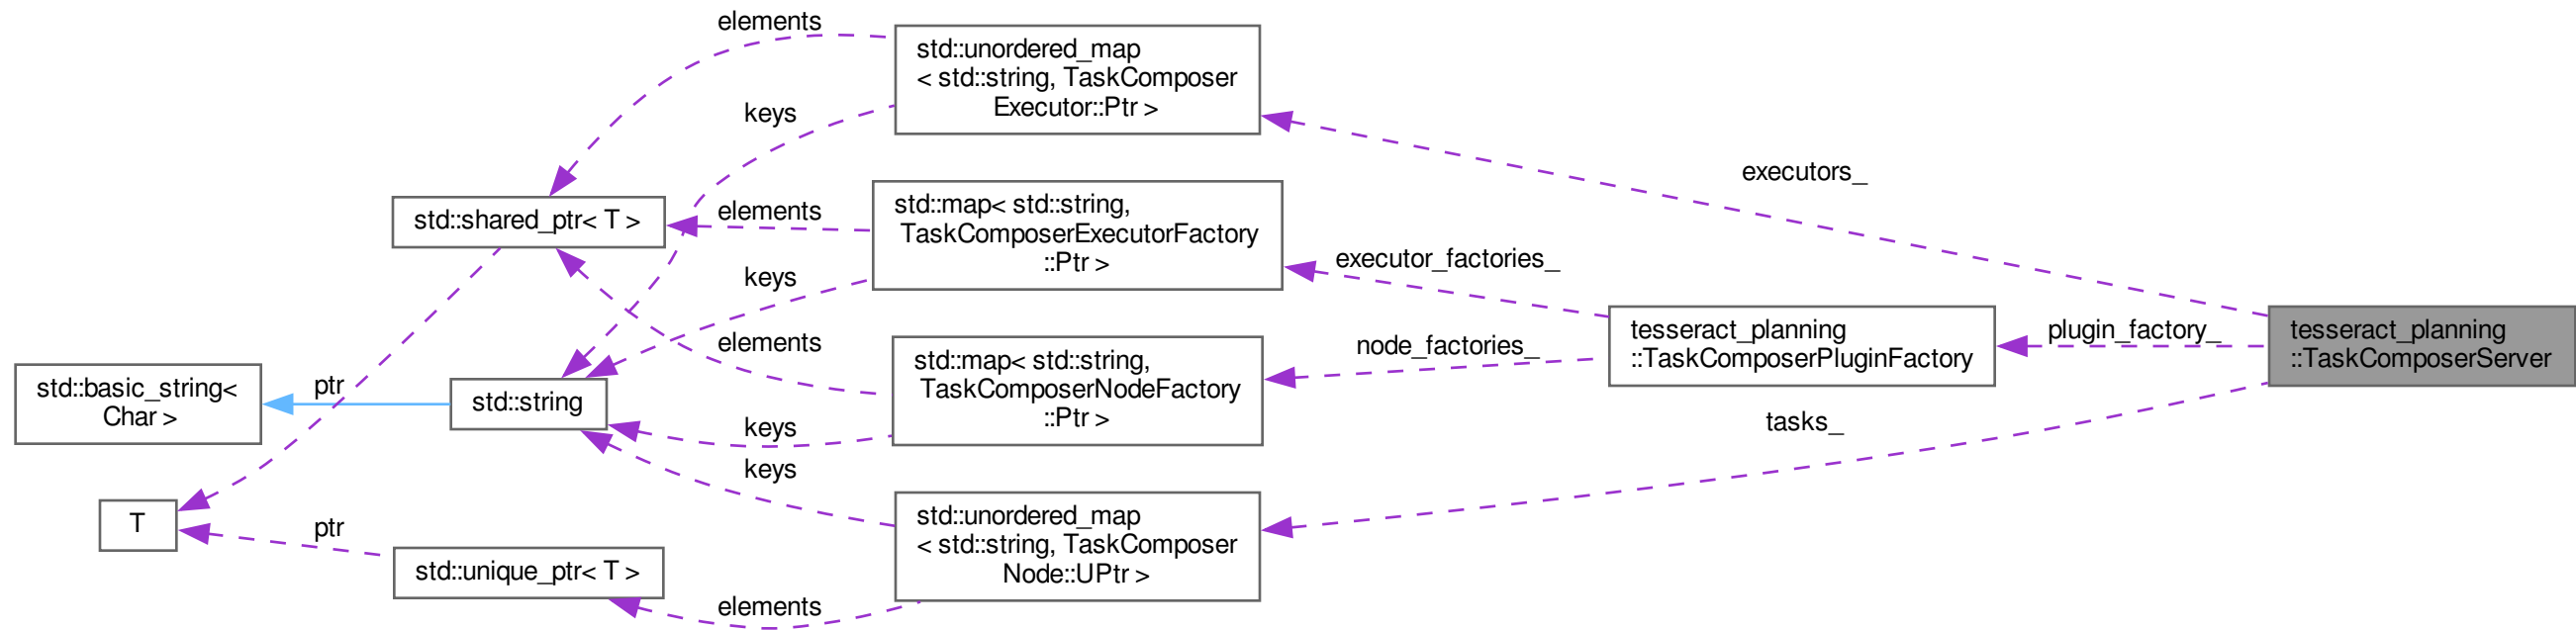 elements
std::unordered_map
< std::string, TaskComposer
Executor::Ptr >
keys
executors_
std::shared_ptr< T >
elements
std::map< std::string,
TaskComposerExecutorFactory
::Ptr >
executor_factories_
keys
tesseract_planning
::TaskComposerPluginFactory
plugin_factory_
tesseract_planning
::TaskComposerServer
elements
std::map< std::string,
TaskComposerNodeFactory
::Ptr >
node_factories_
std::basic_string<
Char >
ptr
std::string
keys
tasks_
keys
T
ptr
std::unordered_map
< std::string, TaskComposer
Node::UPtr >
std::unique_ptr< T >
elements